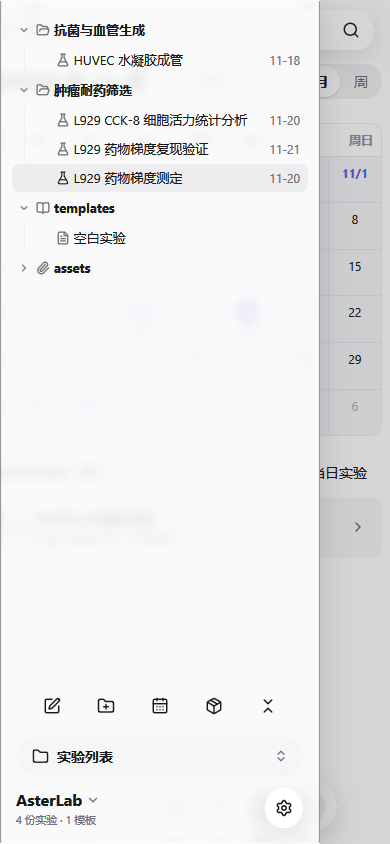 抗菌与血管生成
HUVEC 水凝胶成管 11-18
肿瘤耐药筛选
L929 CCK-8 细胞活力统计分析 11-20
L929 药物梯度复现验证 11-21
L929 药物梯度测定 11-20
templates
空白实验
assets
实验列表
AsterLab
4 份实验 · 1 模板
月 周
周日
11/1
8
15
22
29
6
当日实验